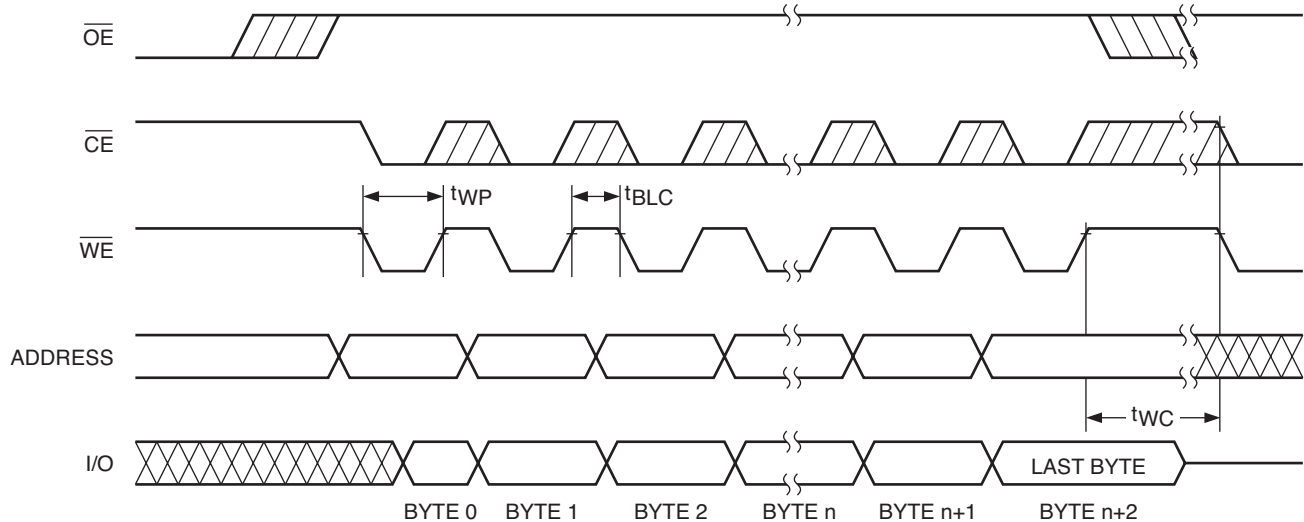 OE
CE
tWP
tBLC
WE
ADDRESS
tWC
I/O
LAST BYTE
BYTE 0 BYTE 1 BYTE 2 BYTE n BYTE n+1 BYTE n+2